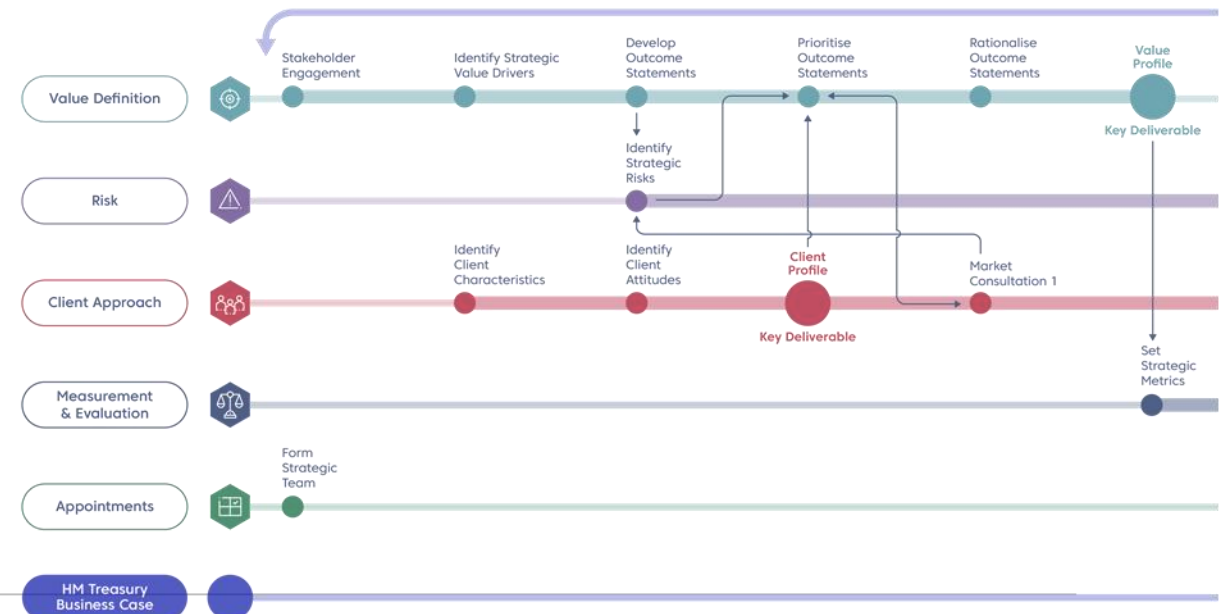 Stakeholder
Engagement
Identify Strategic
Value Drivers
Develop
Outcome
Statements
Prioritise
Outcome
Statements
Rationalise
Outcome
Statements
Value
Profile
Value Definition
Key Deliverable
Identify
Strategic
Risks
Risk
Identify
Client
Characteristics
Identify
Client
Attitudes
Client
Profile
Market
Consultation 1
Client Approach
Key Deliverable
Set
Strategic
Metrics
Measurement
& Evaluation
Form
Strategic
Team
Appointments
HM Treasury
Business Case